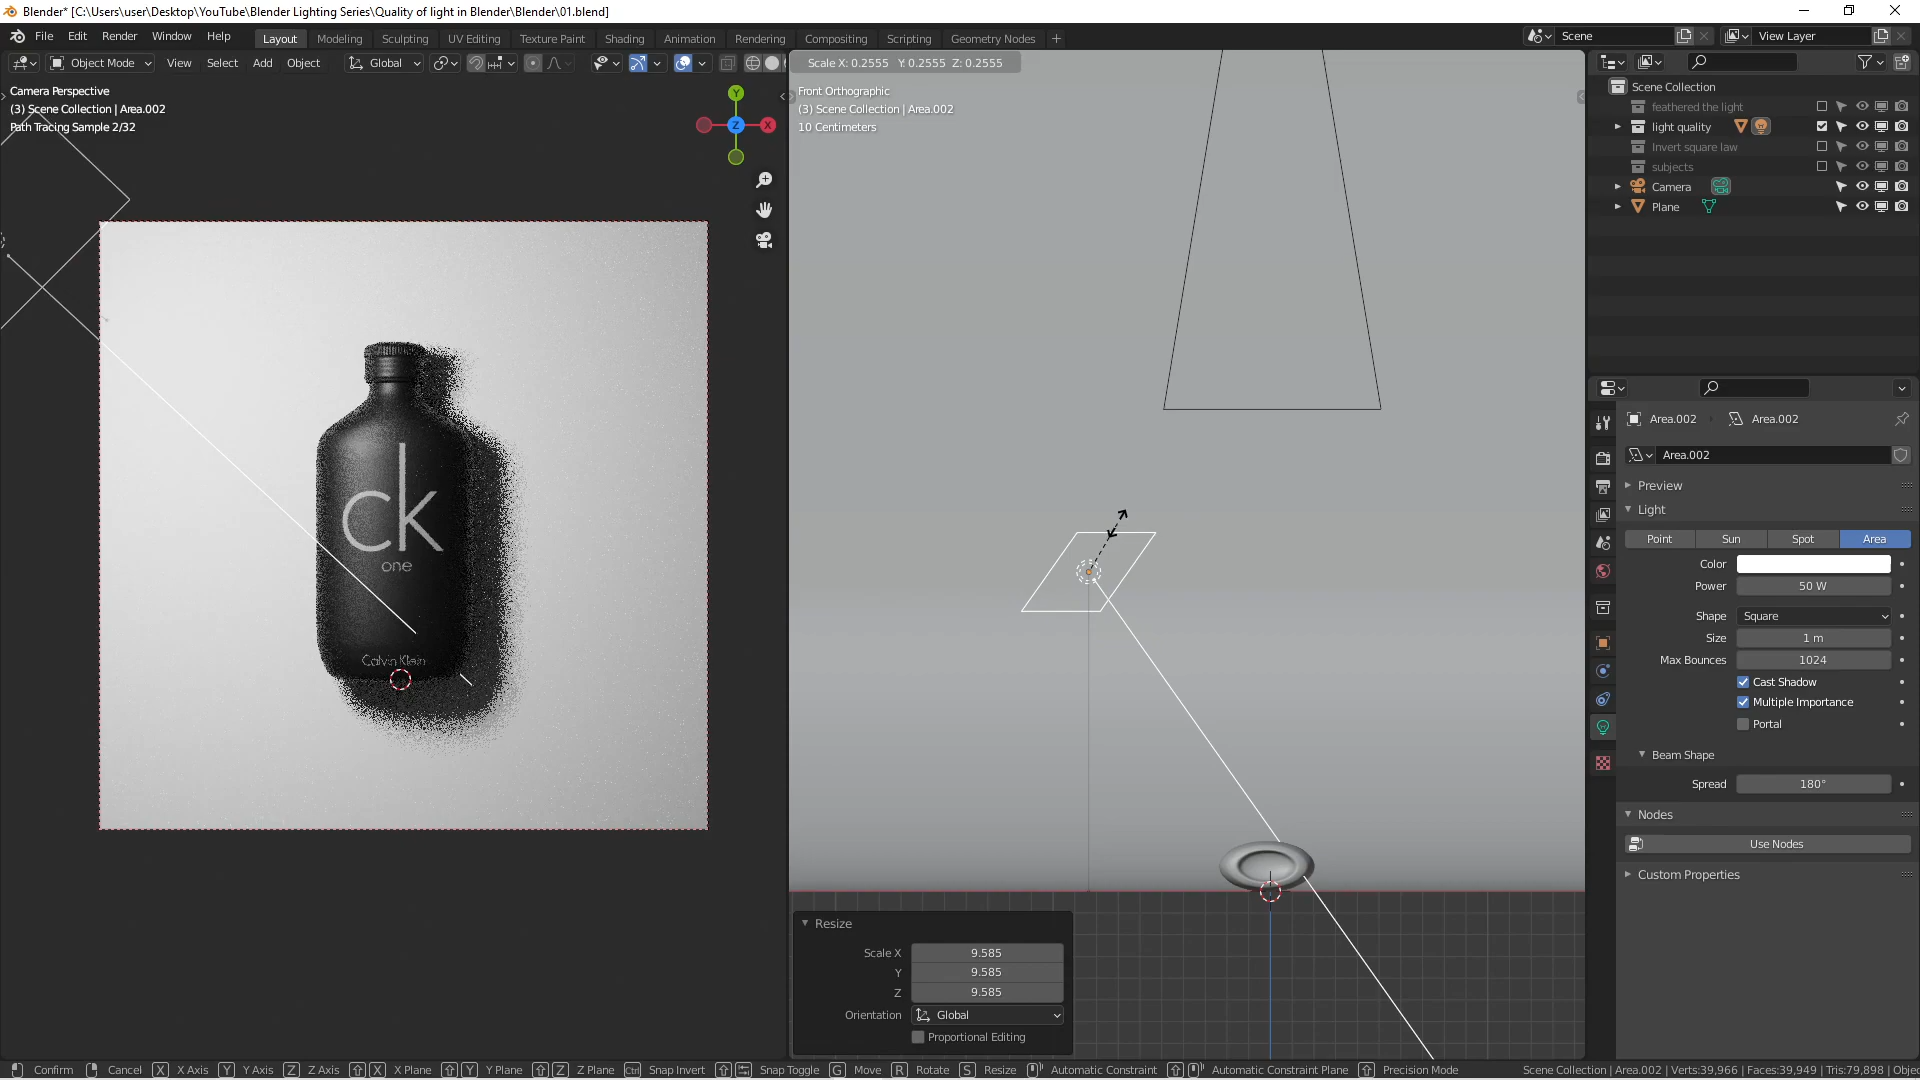 Blender* [C:\Users\user\Desktop\YouTube\Blender Lighting Series\Quality of light in Blender\Blender\01.blend]
File Edit Render Window Help Layout Modeling Sculpting UV Editing Texture Paint Shading Animation Rendering Compositing Scripting Geometry Nodes + Scene View Layer
Object Mode View Select Add Object Global
Scale X: 0.2555 Y: 0.2555 Z: 0.2555
Camera Perspective
(3) Scene Collection | Area.002
Path Tracing Sample 2/32
Y
Z
X
Front Orthographic
(3) Scene Collection | Area.002
10 Centimeters
ck
one
Calvin Klein
Resize
Scale X 9.585
Y 9.585
Z 9.585
Orientation Global
Proportional Editing
Scene Collection
feathered the light
light quality
Invert square law
subjects
Camera
Plane
Area.002 Area.002
Area.002
Preview
Light
Point Sun Spot Area
Color
Power 50 W
Shape Square
Size 1 m
Max Bounces 1024
Cast Shadow
Multiple Importance
Portal
Beam Shape
Spread 180°
Nodes
Use Nodes
Custom Properties
Confirm Cancel X X Axis Y Y Axis Z Z Axis X X Plane Y Y Plane Z Z Plane Ctrl Snap Invert Snap Toggle G Move R Rotate S Resize Automatic Constraint Automatic Constraint Plane Precision Mode Scene Collection | Area.002 | Verts:39,966 | Faces:39,949 | Tris:79,898 | Objec